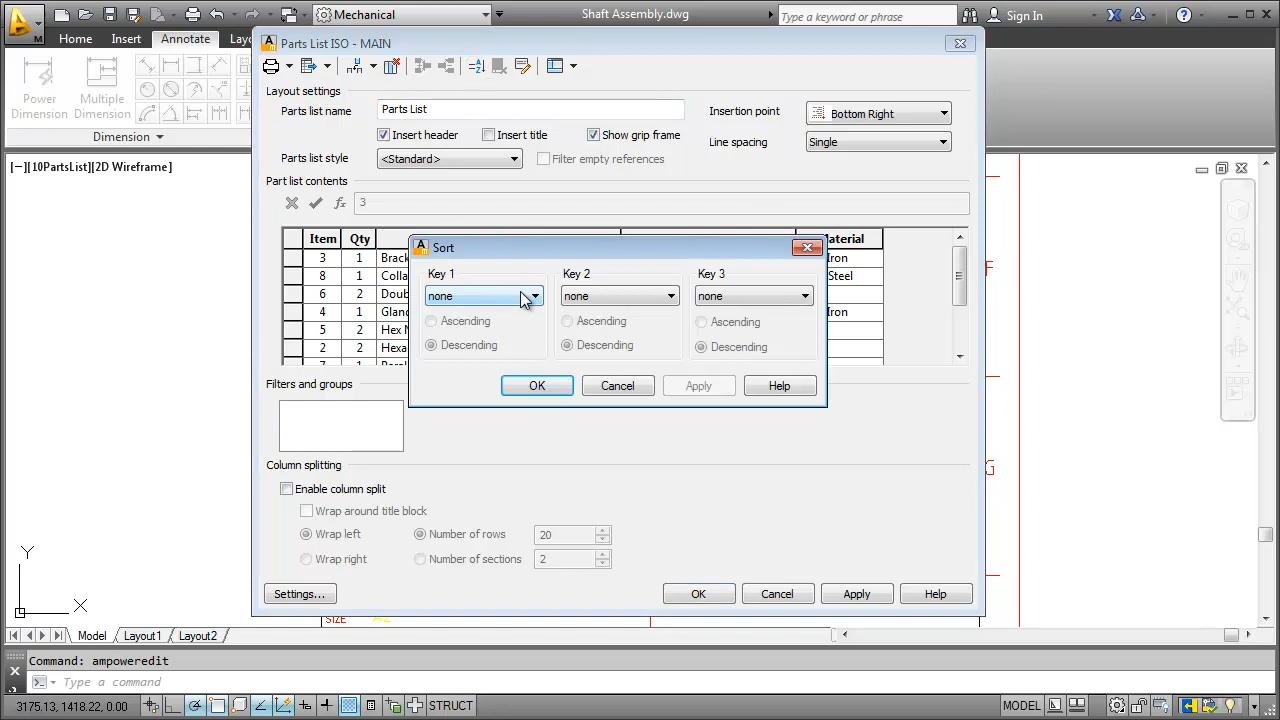 Mechanical
Shaft Assembly.dwg
Type a keyword or phrase
Sign In
Home
Insert
Annotate
Parts List ISO - MAIN
Power
Dimension
Multiple
Dimension
Dimension
Layout settings
Parts list name
Parts List
Insertion point
Bottom Right
Insert header
Insert title
Show grip frame
Line spacing
Single
Parts list style
<Standard>
Filter empty references
[−][10PartsList][2D Wireframe]
Part list contents
3
Item
Qty
3
1
8
1
6
2
4
1
5
2
Hex N
2
2
Hexa
Sort
Key 1
Key 2
Key 3
none
none
none
Ascending
Ascending
Ascending
Descending
Descending
Descending
OK
Cancel
Apply
Help
Iron
Steel
Iron
F
G
Filters and groups
Column splitting
Enable column split
Wrap around title block
Wrap left
Number of rows
20
Wrap right
Number of sections
2
Settings...
OK
Cancel
Apply
Help
Y
X
SIZE
A2
Model
Layout1
Layout2
Command: ampoweredit
Type a command
3175.13, 1418.22, 0.00
STRUCT
MODEL